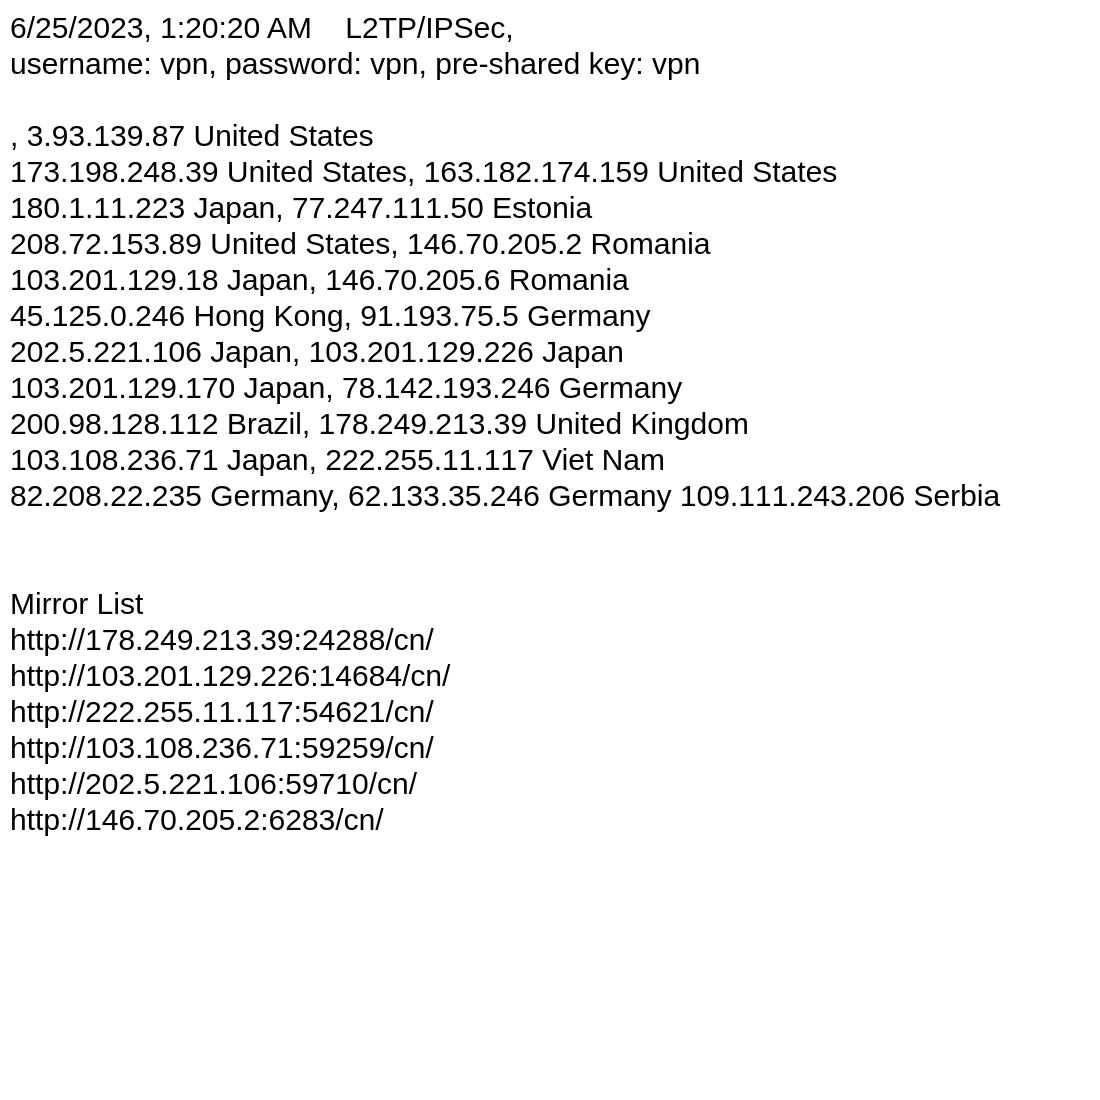 6/25/2023, 1:20:20 AM    L2TP/IPSec,
username: vpn, password: vpn, pre-shared key: vpn
, 3.93.139.87 United States
173.198.248.39 United States, 163.182.174.159 United States
180.1.11.223 Japan, 77.247.111.50 Estonia
208.72.153.89 United States, 146.70.205.2 Romania
103.201.129.18 Japan, 146.70.205.6 Romania
45.125.0.246 Hong Kong, 91.193.75.5 Germany
202.5.221.106 Japan, 103.201.129.226 Japan
103.201.129.170 Japan, 78.142.193.246 Germany
200.98.128.112 Brazil, 178.249.213.39 United Kingdom
103.108.236.71 Japan, 222.255.11.117 Viet Nam
82.208.22.235 Germany, 62.133.35.246 Germany 109.111.243.206 Serbia
Mirror List
http://178.249.213.39:24288/cn/
http://103.201.129.226:14684/cn/
http://222.255.11.117:54621/cn/
http://103.108.236.71:59259/cn/
http://202.5.221.106:59710/cn/
http://146.70.205.2:6283/cn/